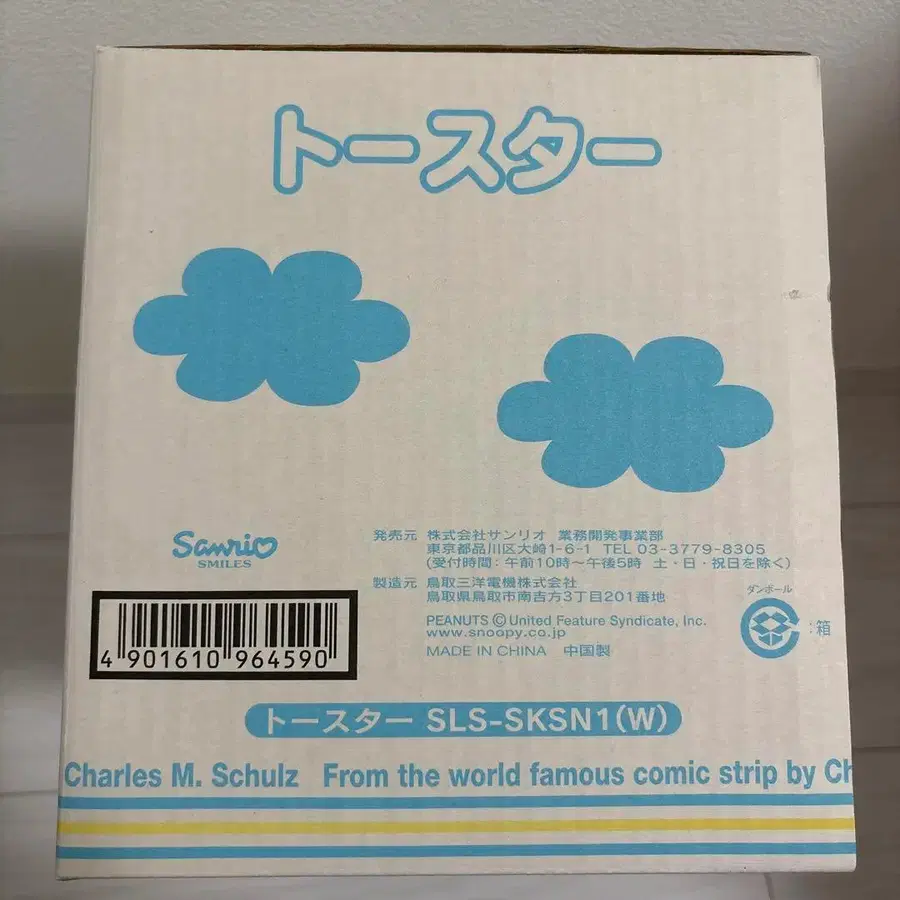 トースター
Sanrio
SMILES
発売元 株式会社サンリオ 業務開発事業部
東京都品川区大崎1-6-1 TEL 03-3779-8305
(受付時間:午前10時〜午後5時 土・日・祝日を除く)
製造元 鳥取三洋電機株式会社
鳥取県鳥取市南吉方3丁目201番地
PEANUTS © United Feature Syndicate, Inc.
www.snoopy.co.jp
MADE IN CHINA 中国製
ダンボール
:箱
4 901610 964590
トースター SLS-SKSN1(W)
Charles M. Schulz From the world famous comic strip by Ch